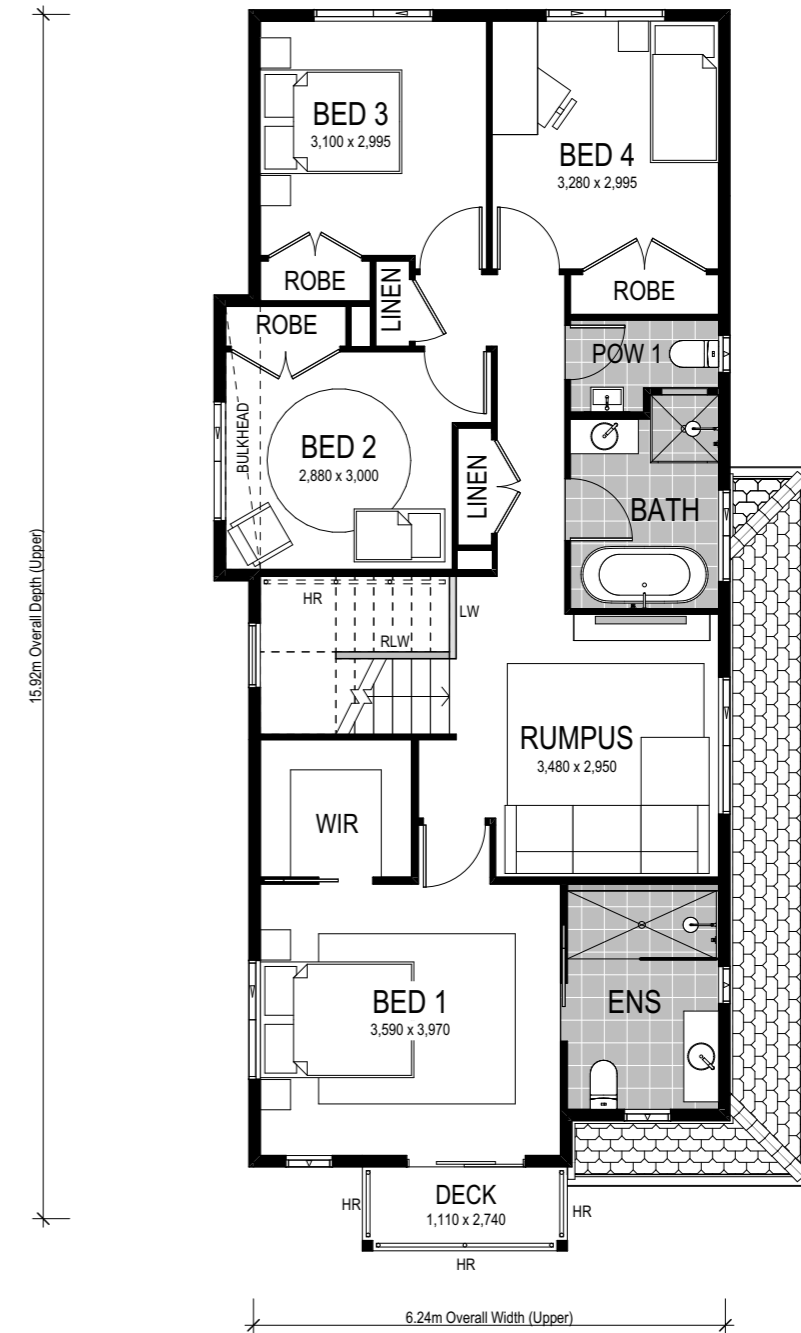 BED 3
3,100 x 2,995
BED 4
3,280 x 2,995
ROBE
LINEN
ROBE
ROBE
POW 1
BULKHEAD
BED 2
2,880 x 3,000
LINEN
BATH
15.92m Overall Depth (Upper)
HR
LW
RLW
RUMPUS
3,480 x 2,950
WIR
BED 1
3,590 x 3,970
ENS
DECK
1,110 x 2,740
HR
HR
HR
6.24m Overall Width (Upper)